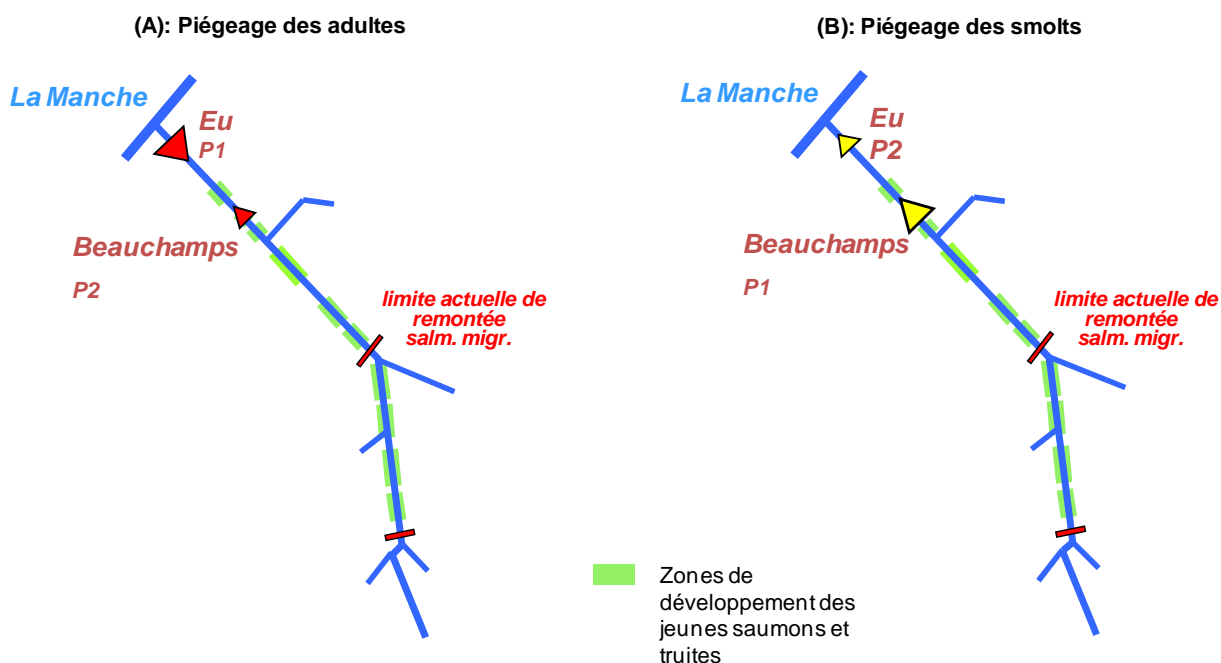 (A): Piégeage des adultes
La Manche
Eu
P1
Beauchamps
P2
limite actuelle de
remontée
salm. migr.
(B): Piégeage des smolts
La Manche
Eu
P2
Beauchamps
P1
limite actuelle de
remontée
salm. migr.
Zones de
développement des
jeunes saumons et
truites